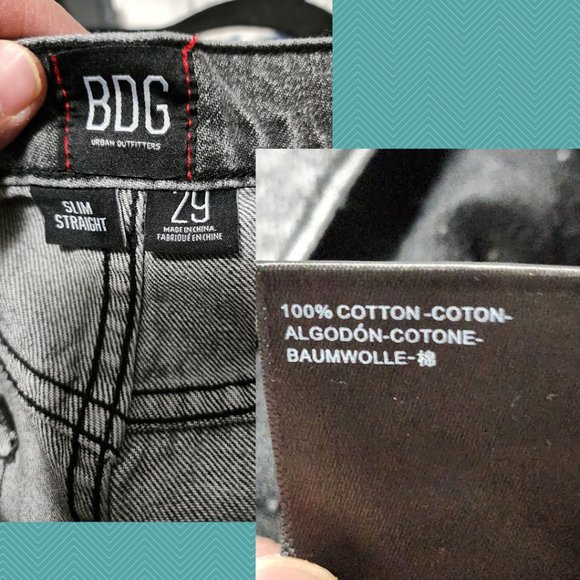 BDG
URBAN OUTFITTERS
SLIM
STRAIGHT
29
MADE IN CHINA.
FABRIQUÉ EN CHINE
100% COTTON-COTON-
ALGODÓN-COTONE-
BAUMWOLLE-棉